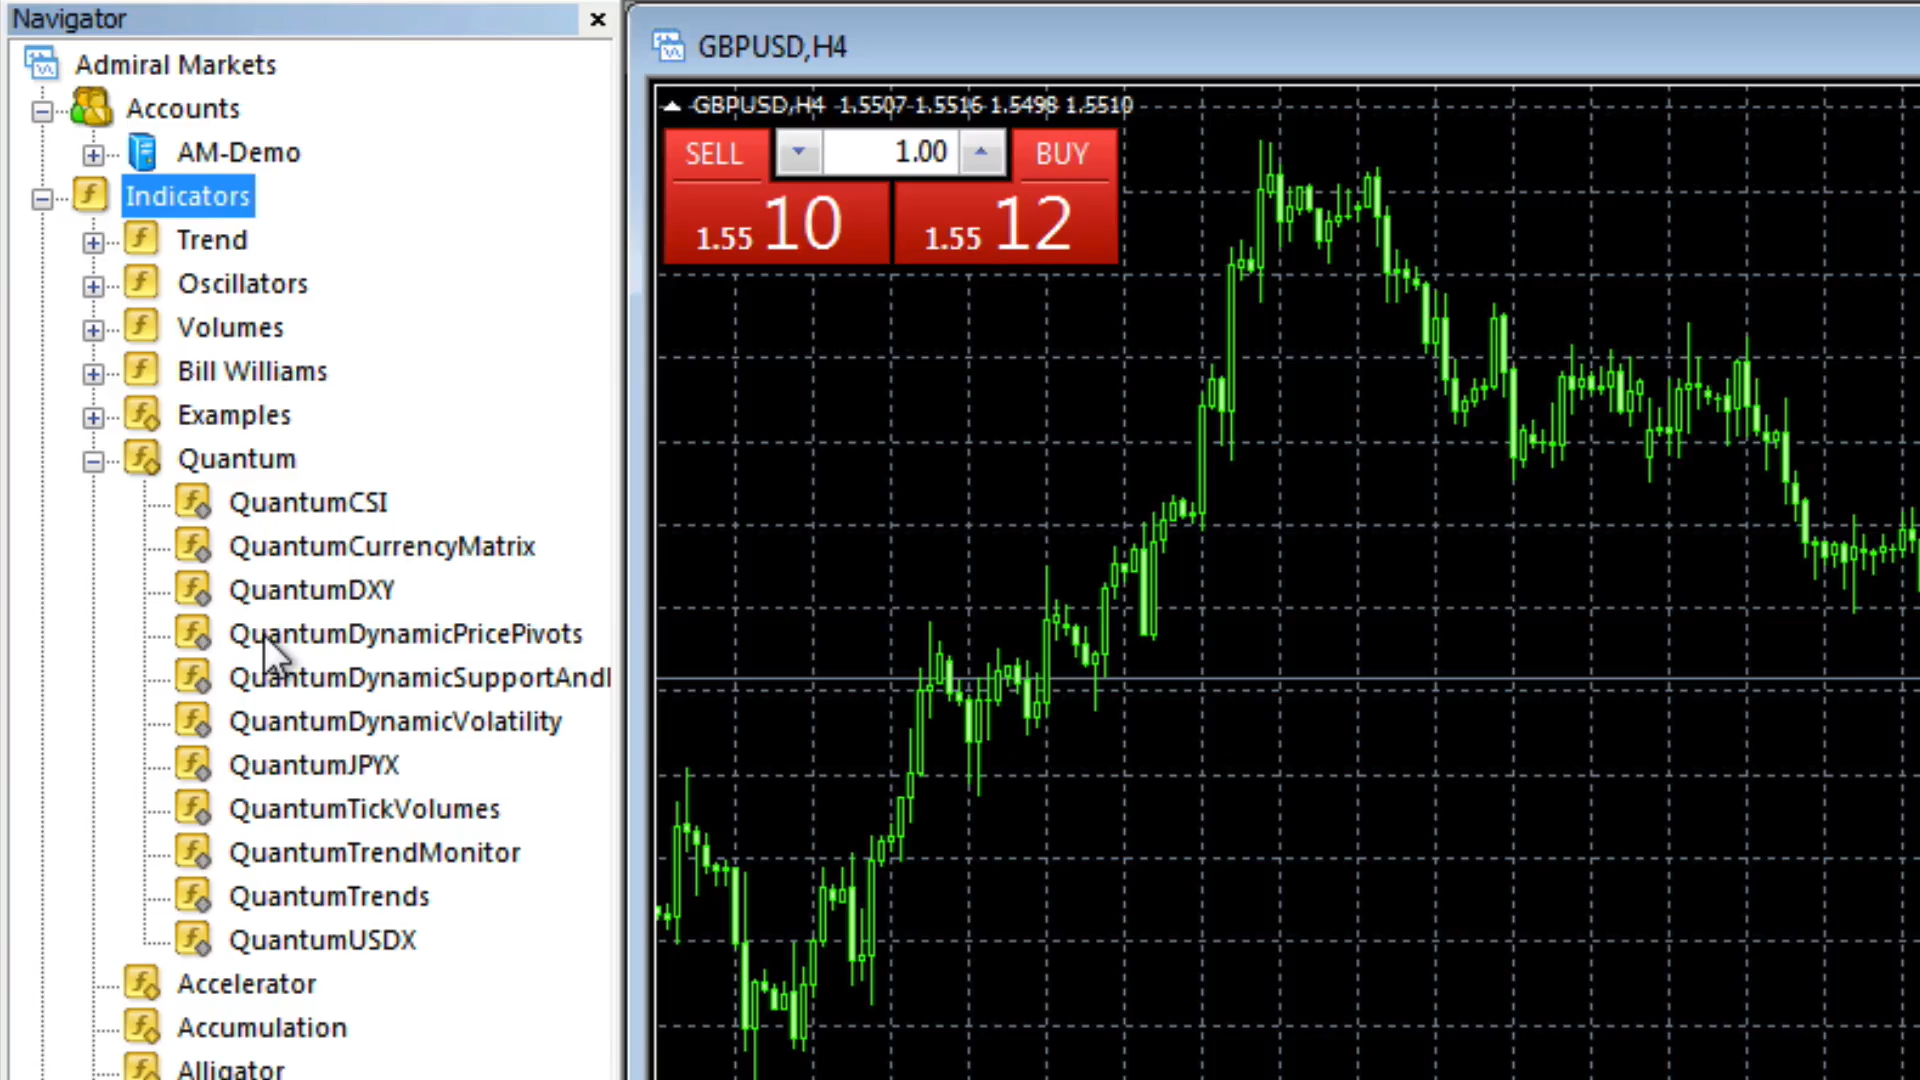 Navigator
Admiral Markets
Accounts
AM-Demo
Indicators
Trend
Oscillators
Volumes
Bill Williams
Examples
Quantum
QuantumCSI
QuantumCurrencyMatrix
QuantumDXY
QuantumDynamicPricePivots
QuantumDynamicSupportAnd
QuantumDynamicVolatility
QuantumJPYX
QuantumTickVolumes
QuantumTrendMonitor
QuantumTrends
QuantumUSDX
Accelerator
Accumulation
Alligator
GBPUSD,H4
GBPUSD,H4 1.5507 1.5516 1.5498 1.5510
SELL 1.00 BUY
1.55 10 1.55 12